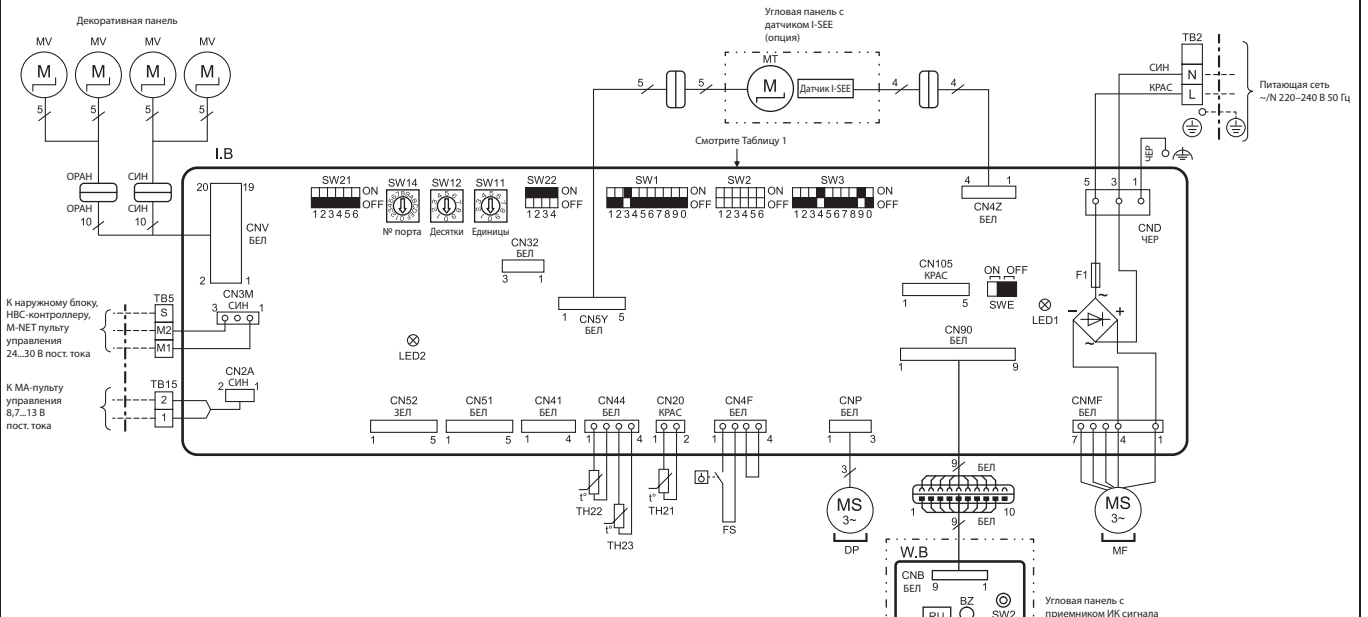 Декоративная панель
MV MV MV MV
M M M M
5 5 5 5
ОРАН СИН
ОРАН СИН
10 10
Угловая панель с
датчиком I-SEE
(опция)
MT
M
Датчик I-SEE
5 5 4 4
Смотрите Таблицу 1
TB2
СИН
N
КРАС
L
Питающая сеть
~/N 220–240 В 50 Гц
ЧЕР
I.B
20 19
CNV
БЕЛ
2 1
SW21
ON
OFF
1 2 3 4 5 6
SW14
№ порта
SW12
Десятки
SW11
Единицы
SW22
ON
OFF
1 2 3 4
SW1
ON
OFF
1 2 3 4 5 6 7 8 9 0
SW2
ON
OFF
1 2 3 4 5 6
SW3
ON
OFF
1 2 3 4 5 6 7 8 9 0
4 1
CN4Z
БЕЛ
5 3 1
CND
ЧЕР
CN32
БЕЛ
3 1
1 5
CN5Y
БЕЛ
CN105
КРАС
1 5
ON OFF
SWE
LED1
F1
~
− +
~
CN90
БЕЛ
1 9
LED2
К наружному блоку,
HBC-контроллеру,
M-NET пульту
управления
24...30 В пост. тока
TB5
S
M2
M1
CN3M
СИН
3 1
К МА-пульту
управления
8,7...13 В
пост. тока
TB15
2
1
CN2A
СИН
2 1
CN52
ЗЕЛ
1 5
CN51
БЕЛ
1 5
CN41
БЕЛ
1 4
CN44
БЕЛ
1 4
CN20
КРАС
1 2
CN4F
БЕЛ
1 4
CNP
БЕЛ
1 3
CNMF
БЕЛ
7 4 1
t°
TH22
t°
TH23
t°
TH21
FS
3
MS
3~
DP
9 БЕЛ
1 10
9 БЕЛ
MS
3~
MF
W.B
CNB
БЕЛ
9 1
BZ
RU
SW2
Угловая панель с
приемником ИК сигнала